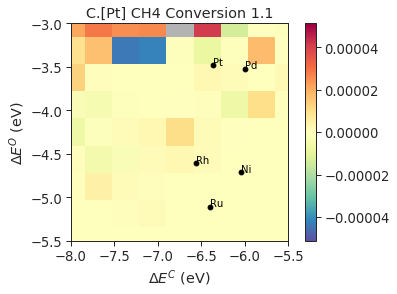 C.[Pt] CH4 Conversion 1.1
−3.0
−3.5
−4.0
−4.5
−5.0
−5.5
ΔE^O (eV)
Pt
Pd
Rh
Ni
Ru
−8.0 −7.5 −7.0 −6.5 −6.0 −5.5
ΔE^C (eV)
0.00004
0.00002
0.00000
−0.00002
−0.00004